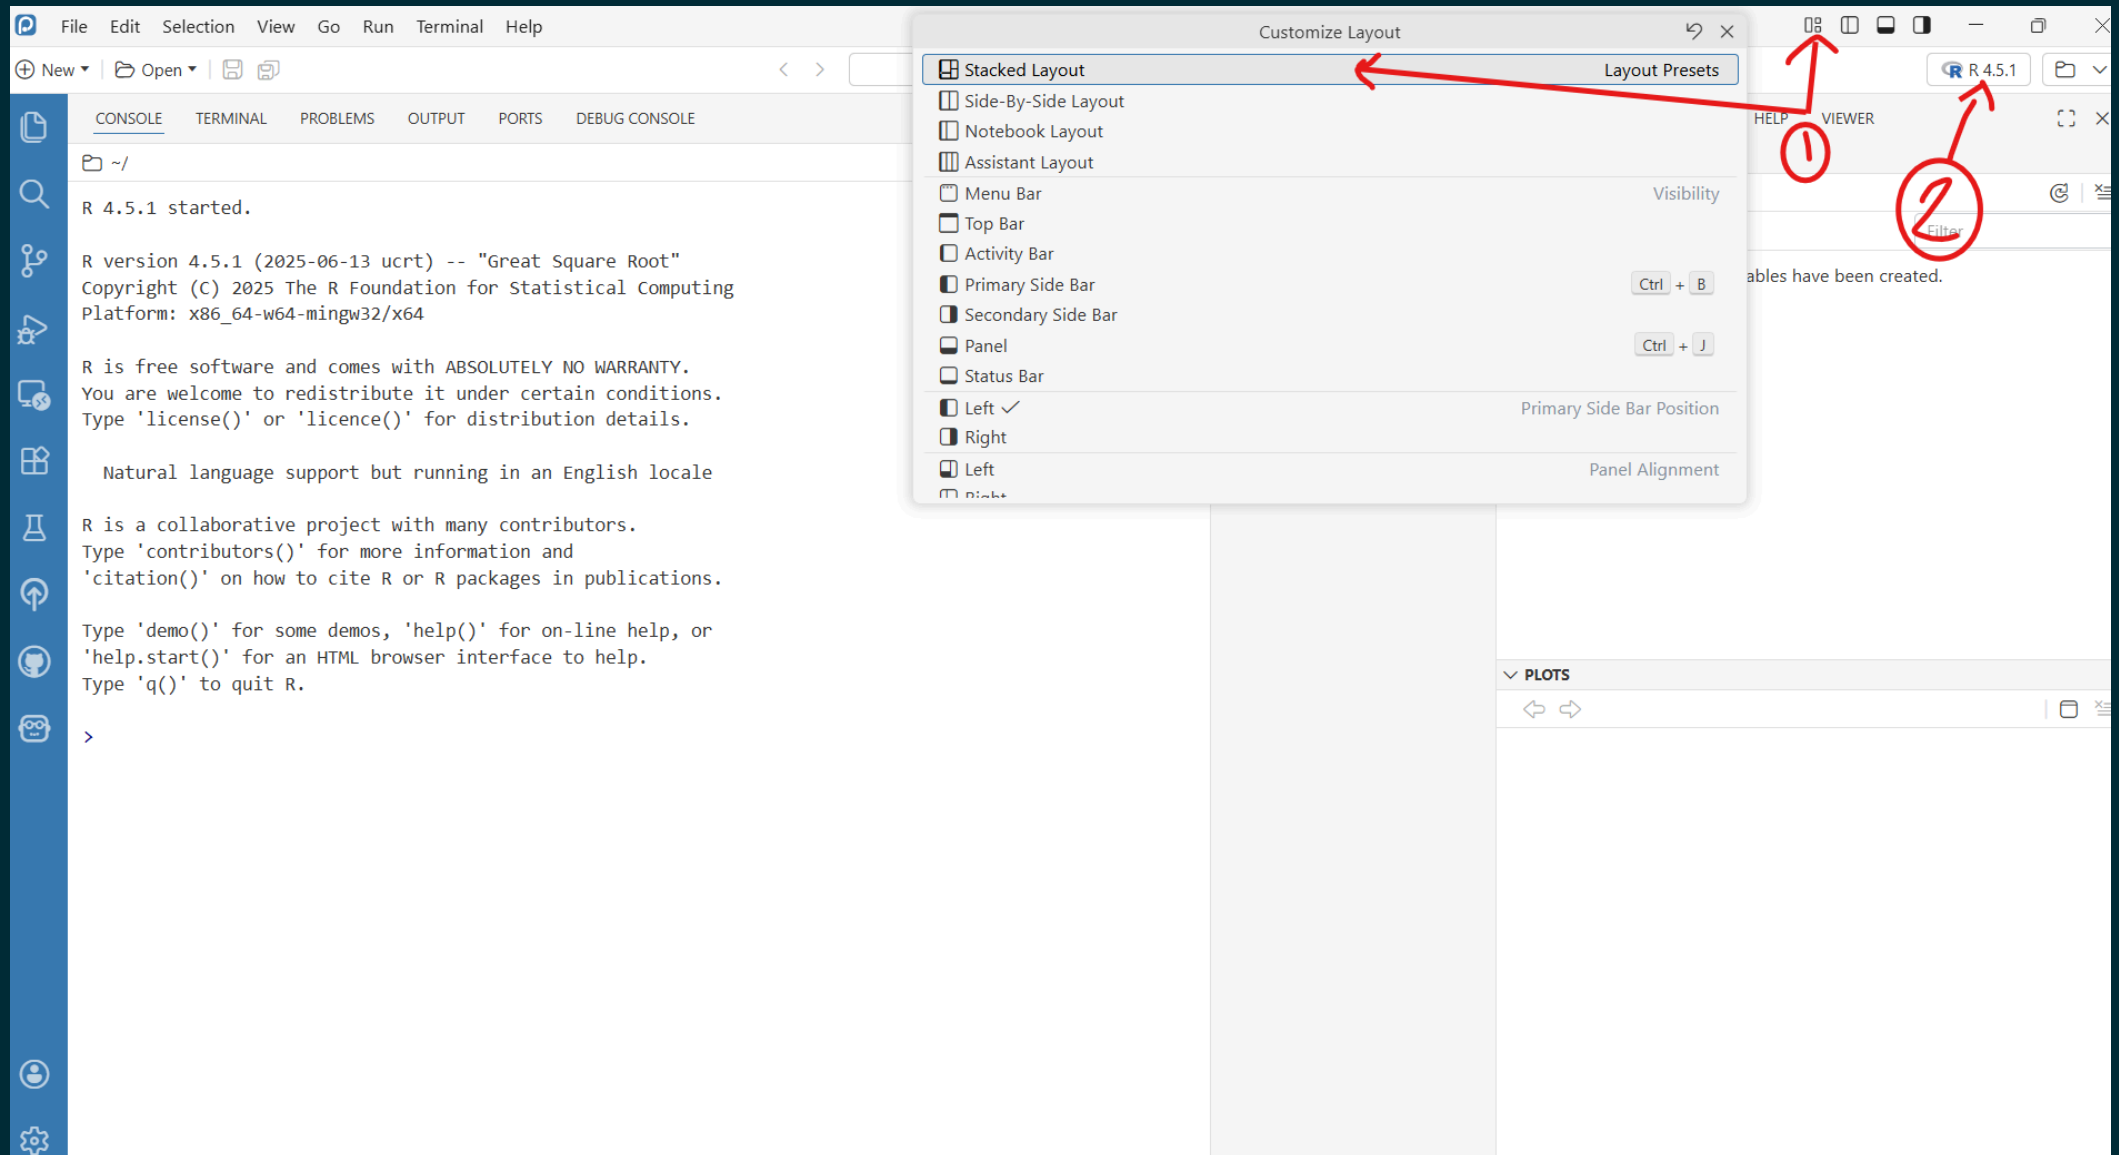 File Edit Selection View Go Run Terminal Help
Customize Layout
New Open
R 4.5.1
Stacked Layout Layout Presets
Side-By-Side Layout
Notebook Layout
Assistant Layout
Menu Bar Visibility
Top Bar
Activity Bar
Primary Side Bar Ctrl + B
Secondary Side Bar
Panel Ctrl + J
Status Bar
Left Primary Side Bar Position
Right
Left Panel Alignment
Right
CONSOLE TERMINAL PROBLEMS OUTPUT PORTS DEBUG CONSOLE
~/
R 4.5.1 started.
R version 4.5.1 (2025-06-13 ucrt) -- "Great Square Root"
Copyright (C) 2025 The R Foundation for Statistical Computing
Platform: x86_64-w64-mingw32/x64
R is free software and comes with ABSOLUTELY NO WARRANTY.
You are welcome to redistribute it under certain conditions.
Type 'license()' or 'licence()' for distribution details.
Natural language support but running in an English locale
R is a collaborative project with many contributors.
Type 'contributors()' for more information and
'citation()' on how to cite R or R packages in publications.
Type 'demo()' for some demos, 'help()' for on-line help, or
'help.start()' for an HTML browser interface to help.
Type 'q()' to quit R.
>
HELP VIEWER
1
2
Filter
ables have been created.
PLOTS